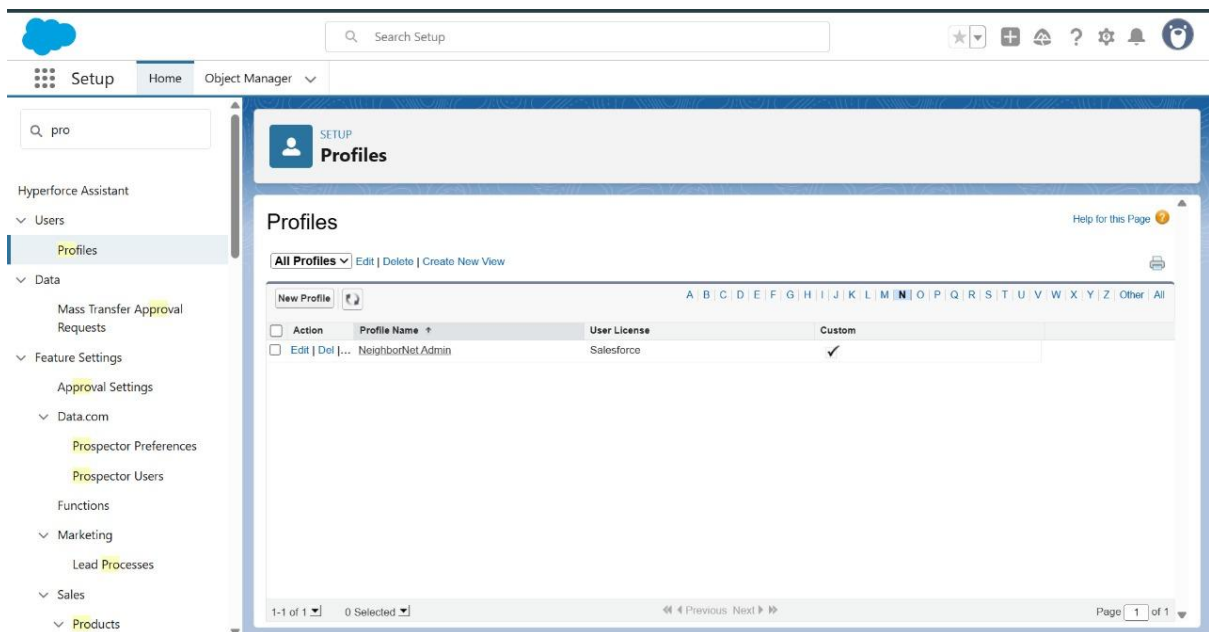 Search Setup
Setup Home Object Manager
pro
Hyperforce Assistant
Users
Profiles
Data
Mass Transfer Approval
Requests
Feature Settings
Approval Settings
Data.com
Prospector Preferences
Prospector Users
Functions
Marketing
Lead Processes
Sales
Products
SETUP
Profiles
Profiles
Help for this Page ?
All Profiles Edit | Delete | Create New View
New Profile A | B | C | D | E | F | G | H | I | J | K | L | M | N | O | P | Q | R | S | T | U | V | W | X | Y | Z | Other | All
Action Profile Name ↑ User License Custom
Edit | Del |... NeighborNet Admin Salesforce ✓
1-1 of 1 0 Selected Previous Next Page 1 of 1